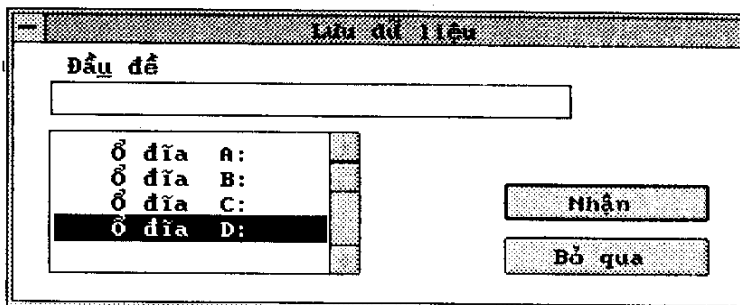 Lưu dữ liệu
Đầu đề
Ổ đĩa A:
Ổ đĩa B:
Ổ đĩa C:
Ổ đĩa D:
Nhận
Bỏ qua